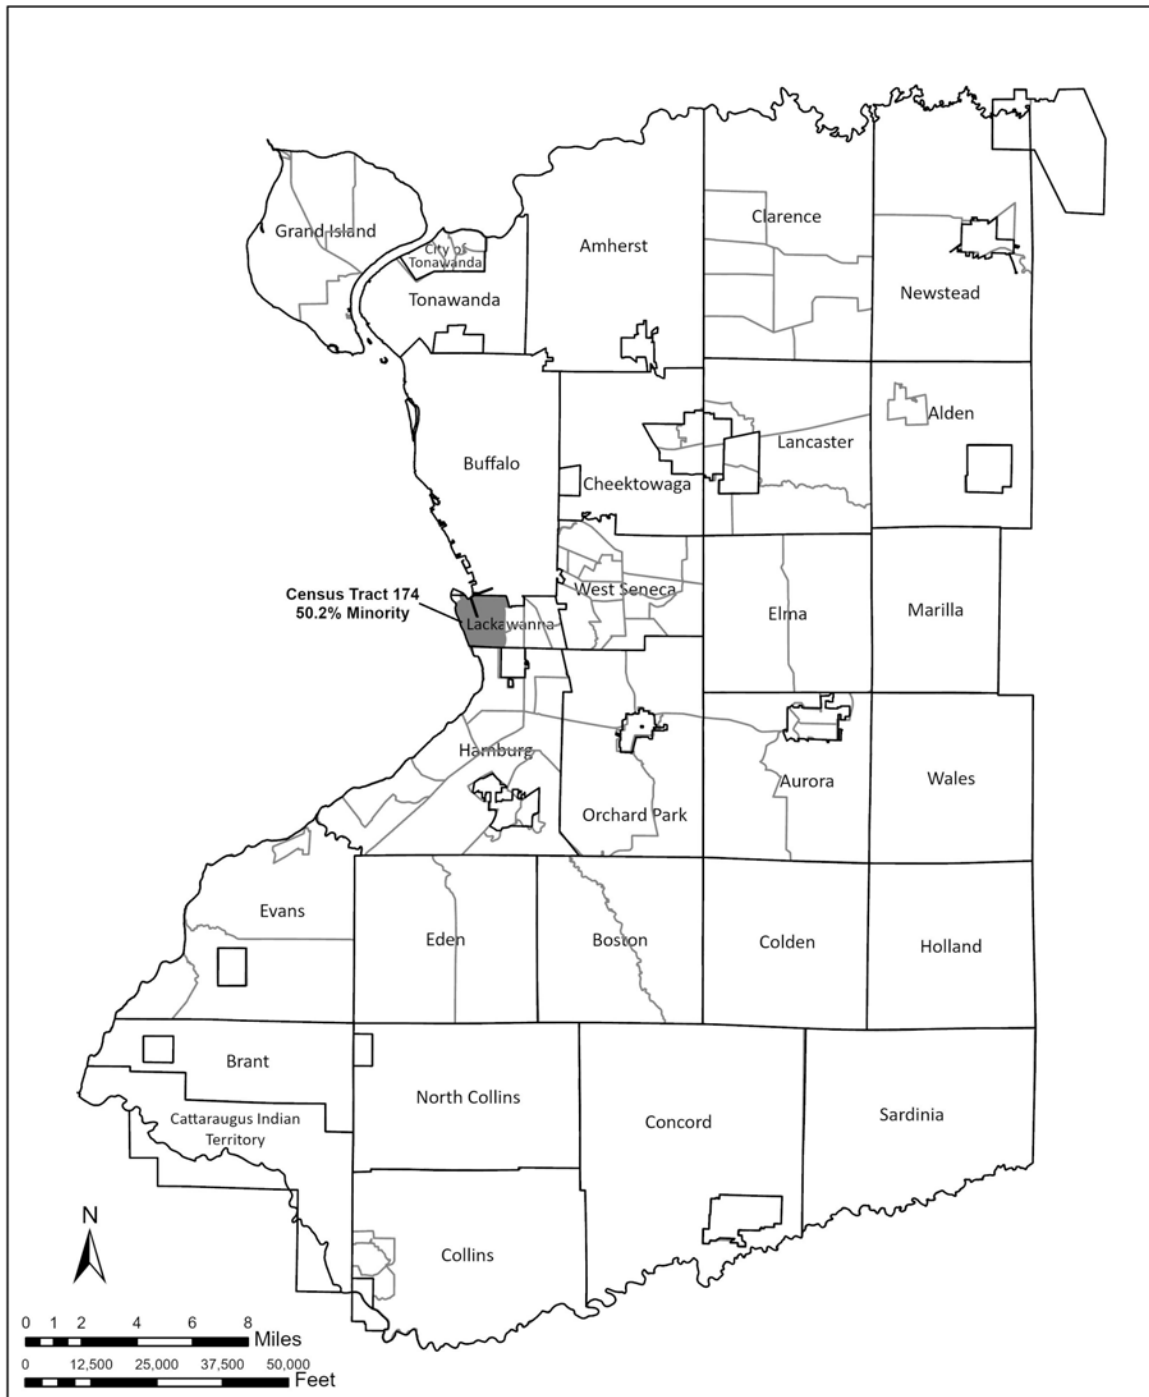 Clarence
Grand Island
Amherst
City of
Tonawanda
Newstead
Tonawanda
Alden
Lancaster
Buffalo
Cheektowaga
Census Tract 174
50.2% Minority
West Seneca
Marilla
Elma
Lackawanna
Hamburg
Wales
Aurora
Orchard Park
Evans
Eden
Boston
Colden
Holland
Brant
North Collins
Cattaraugus Indian
Territory
Concord
Sardinia
N
Collins
0 1 2 4 6 8
Miles
0 12,500 25,000 37,500 50,000
Feet